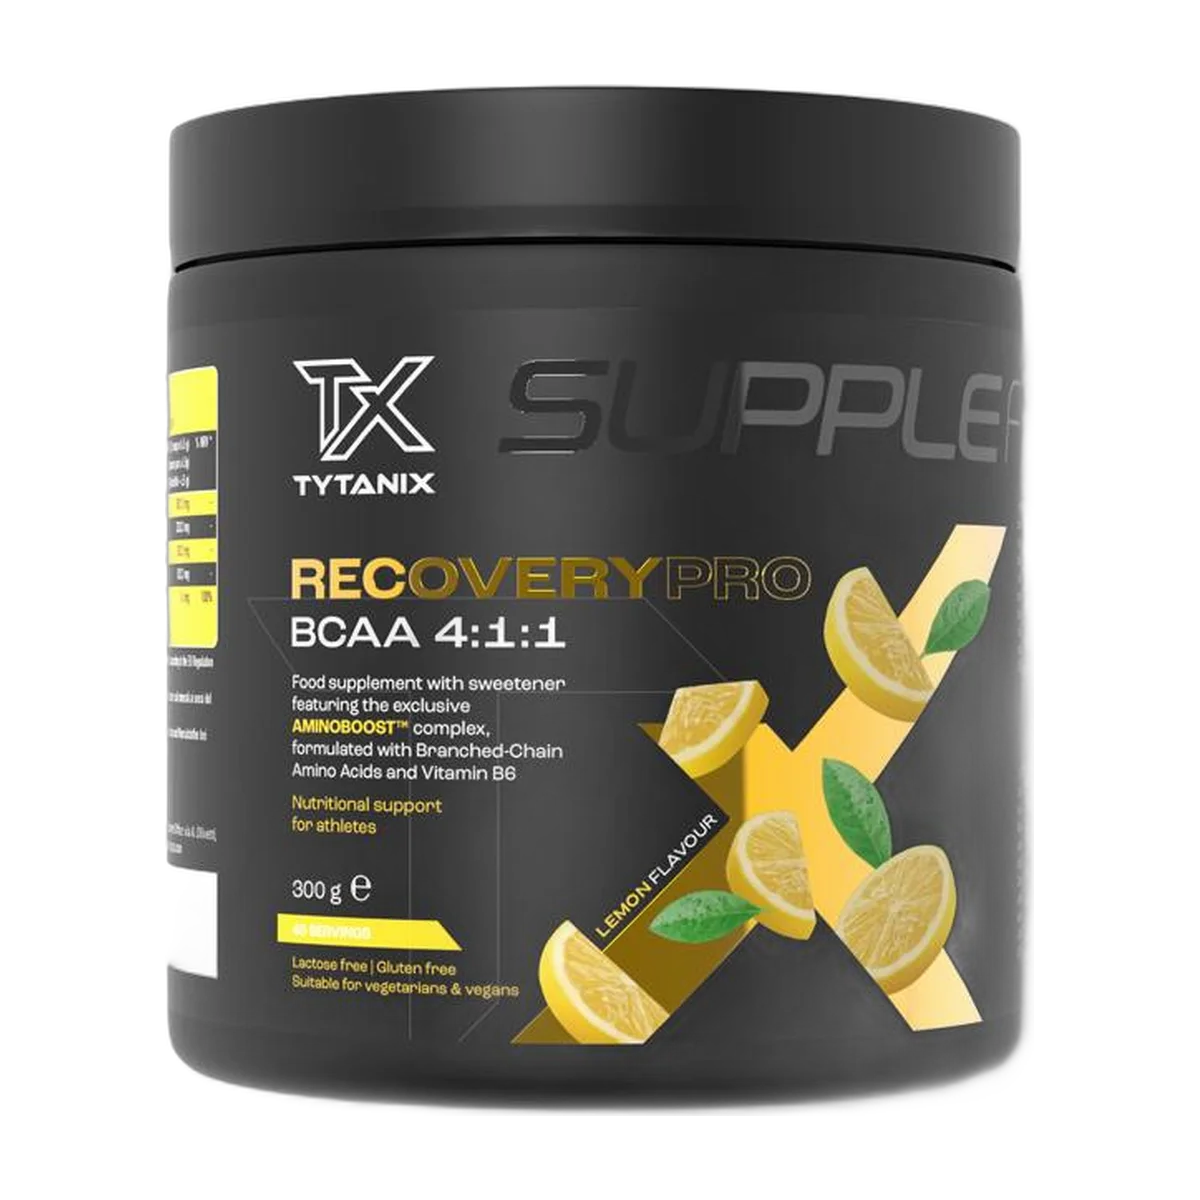 TX
TYTANIX
SUPPLE
RECOVERYPRO
BCAA 4:1:1
Food supplement with sweetener
featuring the exclusive
AMINOBOOST™ complex,
formulated with Branched-Chain
Amino Acids and Vitamin B6
Nutritional support
for athletes
300 g ℮
SERVINGS
Lactose free | Gluten free
Suitable for vegetarians & vegans
LEMON FLAVOUR